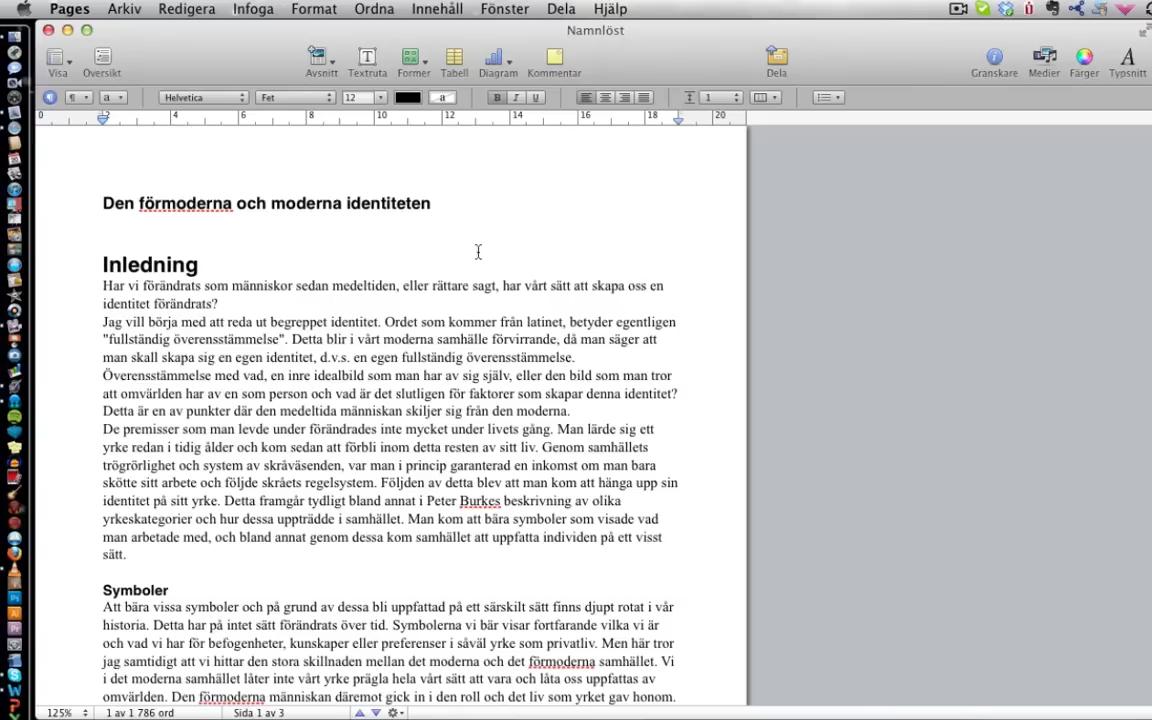 Pages Arkiv Redigera Infoga Format Ordna Innehåll Fönster Dela Hjälp
Namnlöst
Visa Översikt Avsnitt Textruta Former Tabell Diagram Kommentar Dela Granskare Medier Färger Typsnitt
Helvetica Fet 12 B I U 1
0 2 4 6 8 10 12 14 16 18 20
Den förmoderna och moderna identiteten
Inledning
Har vi förändrats som människor sedan medeltiden, eller rättare sagt, har vårt sätt att skapa oss en
identitet förändrats?
Jag vill börja med att reda ut begreppet identitet. Ordet som kommer från latinet, betyder egentligen
"fullständig överensstämmelse". Detta blir i vårt moderna samhälle förvirrande, då man säger att
man skall skapa sig en egen identitet, d.v.s. en egen fullständig överensstämmelse.
Överensstämmelse med vad, en inre idealbild som man har av sig själv, eller den bild som man tror
att omvärlden har av en som person och vad är det slutligen för faktorer som skapar denna identitet?
Detta är en av punkter där den medeltida människan skiljer sig från den moderna.
De premisser som man levde under förändrades inte mycket under livets gång. Man lärde sig ett
yrke redan i tidig ålder och kom sedan att förbli inom detta resten av sitt liv. Genom samhällets
trögrörlighet och system av skråväsenden, var man i princip garanterad en inkomst om man bara
skötte sitt arbete och följde skråets regelsystem. Följden av detta blev att man kom att hänga upp sin
identitet på sitt yrke. Detta framgår tydligt bland annat i Peter Burkes beskrivning av olika
yrkeskategorier och hur dessa uppträdde i samhället. Man kom att bära symboler som visade vad
man arbetade med, och bland annat genom dessa kom samhället att uppfatta individen på ett visst
sätt.
Symboler
Att bära vissa symboler och på grund av dessa bli uppfattad på ett särskilt sätt finns djupt rotat i vår
historia. Detta har på intet sätt förändrats över tid. Symbolerna vi bär visar fortfarande vilka vi är
och vad vi har för befogenheter, kunskaper eller preferenser i såväl yrke som privatliv. Men här tror
jag samtidigt att vi hittar den stora skillnaden mellan det moderna och det förmoderna samhället. Vi
i det moderna samhället låter inte vårt yrke prägla hela vårt sätt att vara och låta oss uppfattas av
omvärlden. Den förmoderna människan däremot gick in i den roll och det liv som yrket gav honom.
125% 1 av 1 786 ord Sida 1 av 3